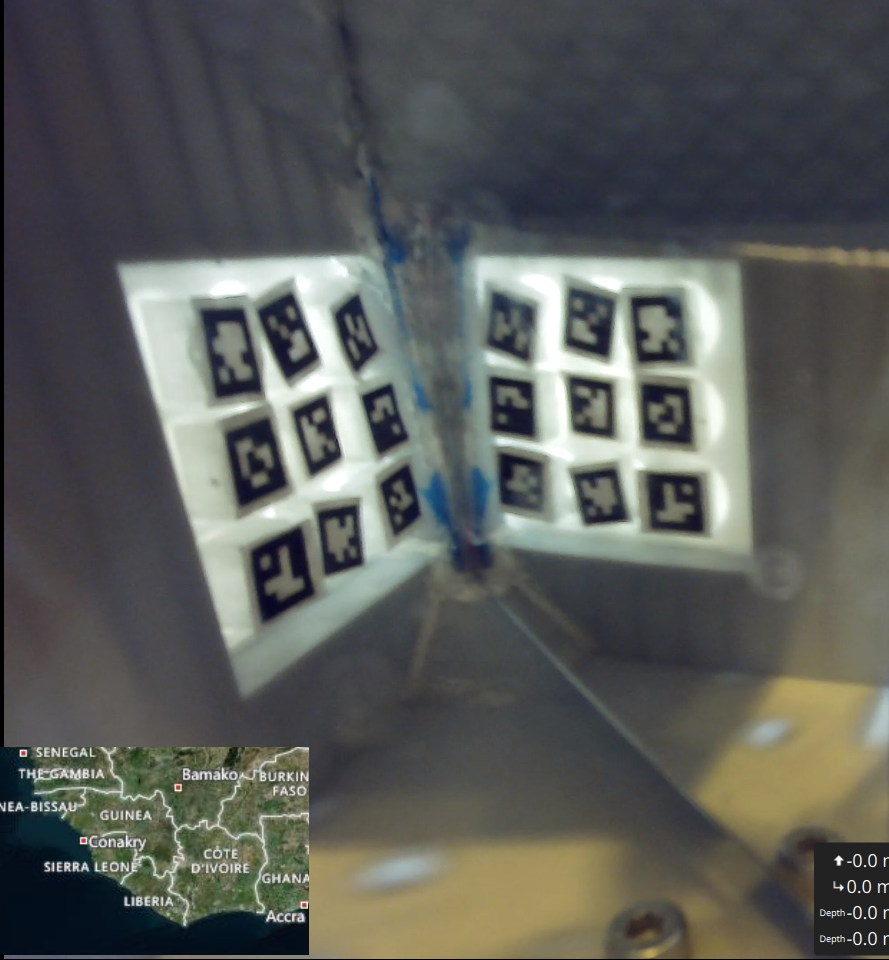 SENEGAL
THE GAMBIA
Bamako
BURKIN
FASO
NEA-BISSAU
GUINEA
Conakry
SIERRA LEONE
CÔTE
D'IVOIRE
GHANA
LIBERIA
Accra
-0.0 m
0.0 m
Depth -0.0 m
Depth -0.0 m